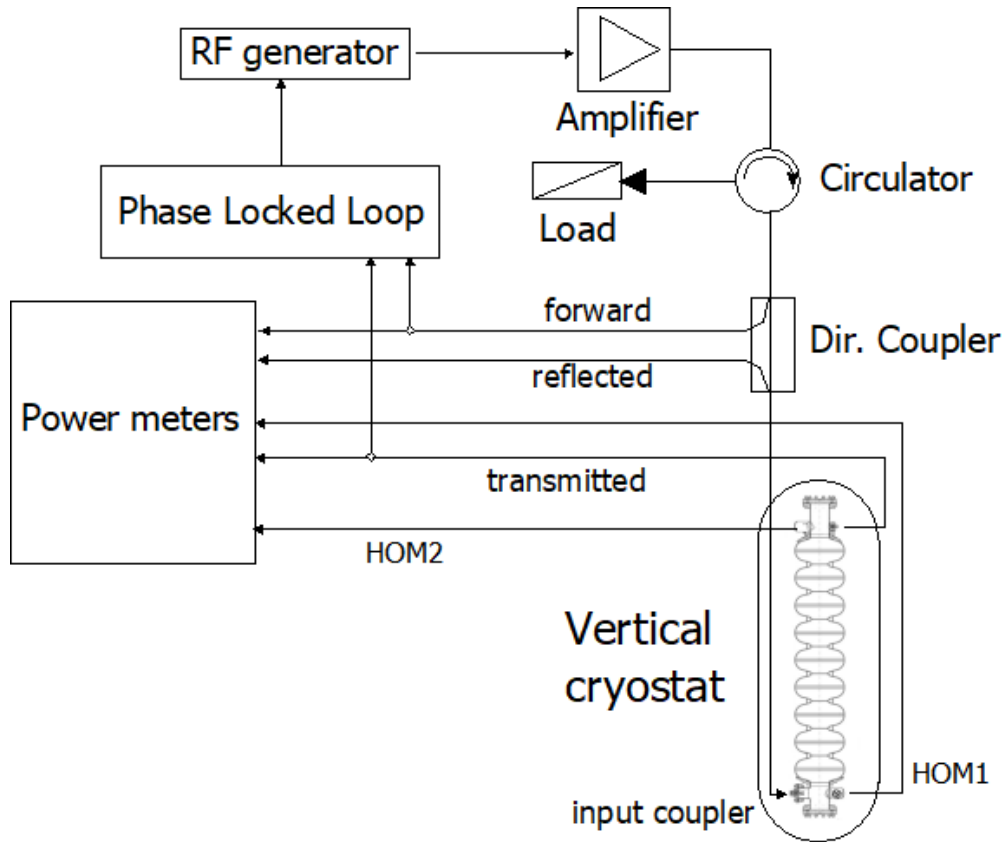 RF generator
Amplifier
Phase Locked Loop
Load
Circulator
forward
Dir. Coupler
reflected
Power meters
transmitted
HOM2
Vertical
cryostat
HOM1
input coupler